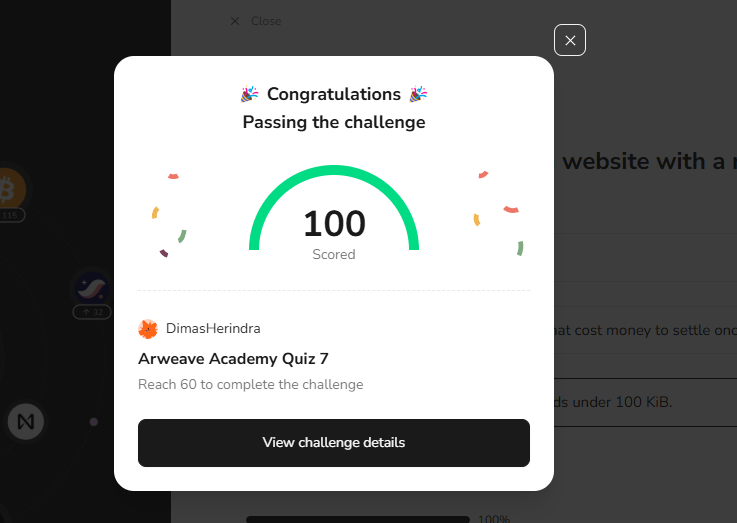 Close
Congratulations
Passing the challenge
website with a
115
100
Scored
32
hat cost money to settle onc
DimasHerindra
Arweave Academy Quiz 7
Reach 60 to complete the challenge
ds under 100 KiB.
View challenge details
100%